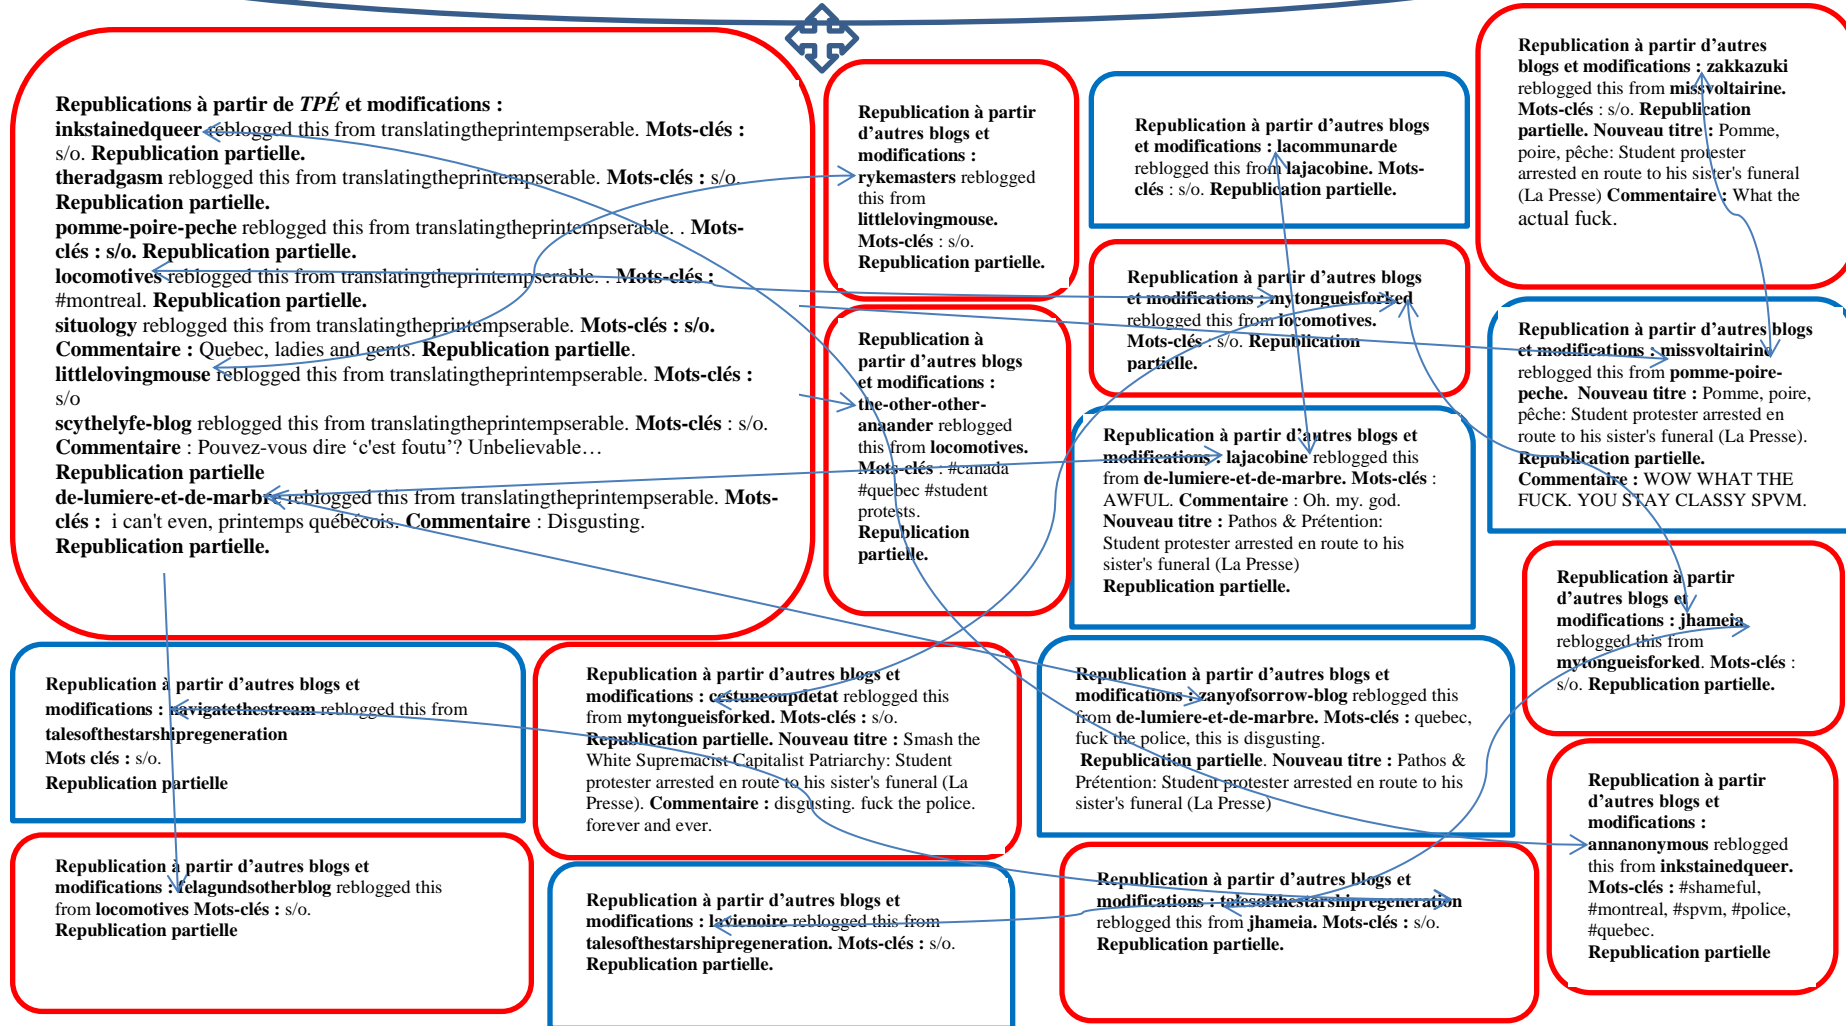 Republications à partir de TPÉ et modifications :
inkstainedqueer reblogged this from translatingtheprintempserable. Mots-clés :
s/o. Republication partielle.
theradgasm reblogged this from translatingtheprintempserable. Mots-clés : s/o.
Republication partielle.
pomme-poire-peche reblogged this from translatingtheprintempserable. . Mots-
clés : s/o. Republication partielle.
locomotives reblogged this from translatingtheprintempserable. . Mots-clés :
#montreal. Republication partielle.
situology reblogged this from translatingtheprintempserable. Mots-clés : s/o.
Commentaire : Quebec, ladies and gents. Republication partielle.
littlelovingmouse reblogged this from translatingtheprintempserable. Mots-clés :
s/o
scythelyfe-blog reblogged this from translatingtheprintempserable. Mots-clés : s/o.
Commentaire : Pouvez-vous dire ‘c'est foutu’? Unbelievable…
Republication partielle
de-lumiere-et-de-marbre reblogged this from translatingtheprintempserable. Mots-
clés : i can't even, printemps québécois. Commentaire : Disgusting.
Republication partielle.
Republication à partir
d’autres blogs et
modifications :
rykemasters reblogged
this from
littlelovingmouse.
Mots-clés : s/o.
Republication partielle.
Republication à partir d’autres blogs
et modifications : lacommunarde
reblogged this from lajacobine. Mots-
clés : s/o. Republication partielle.
Republication à partir d’autres
blogs et modifications : zakkazuki
reblogged this from missvoltairine.
Mots-clés : s/o. Republication
partielle. Nouveau titre : Pomme,
poire, pêche: Student protester
arrested en route to his sister's funeral
(La Presse) Commentaire : What the
actual fuck.
Republication à partir d’autres blogs
et modifications : mytongueisforked
reblogged this from locomotives.
Mots-clés : s/o. Republication
partielle.
Republication à partir d’autres blogs
et modifications : missvoltairine
reblogged this from pomme-poire-
peche. Nouveau titre : Pomme, poire,
pêche: Student protester arrested en
route to his sister's funeral (La Presse).
Republication partielle.
Commentaire : WOW WHAT THE
FUCK. YOU STAY CLASSY SPVM.
Republication à
partir d’autres blogs
et modifications :
the-other-other-
anaander reblogged
this from locomotives.
Mots-clés : #canada
#quebec #student
protests.
Republication
partielle.
Republication à partir d’autres blogs et
modifications : lajacobine reblogged this
from de-lumiere-et-de-marbre. Mots-clés :
AWFUL. Commentaire : Oh. my. god.
Nouveau titre : Pathos & Prétention:
Student protester arrested en route to his
sister's funeral (La Presse)
Republication partielle.
Republication à partir
d’autres blogs et
modifications : jhameia
reblogged this from
mytongueisforked. Mots-clés :
s/o. Republication partielle.
Republication à partir d’autres blogs et
modifications : navigatethestream reblogged this from
talesofthestarshipregeneration
Mots clés : s/o.
Republication partielle
Republication à partir d’autres blogs et
modifications : cestuneoupdetat reblogged this
from mytongueisforked. Mots-clés : s/o.
Republication partielle. Nouveau titre : Smash the
White Supremacist Capitalist Patriarchy: Student
protester arrested en route to his sister's funeral (La
Presse). Commentaire : disgusting. fuck the police.
forever and ever.
Republication à partir d’autres blogs et
modifications : zanyofsorrow-blog reblogged this
from de-lumiere-et-de-marbre. Mots-clés : quebec,
fuck the police, this is disgusting.
Republication partielle. Nouveau titre : Pathos &
Prétention: Student protester arrested en route to his
sister's funeral (La Presse)
Republication à partir
d’autres blogs et
modifications :
annanonymous reblogged
this from inkstainedqueer.
Mots-clés : #shameful,
#montreal, #spvm, #police,
#quebec.
Republication partielle
Republication à partir d’autres blogs et
modifications : felagundsotherblog reblogged this
from locomotives Mots-clés : s/o.
Republication partielle
Republication à partir d’autres blogs et
modifications : lavienoire reblogged this from
talesofthestarshipregeneration. Mots-clés : s/o.
Republication partielle.
Republication à partir d’autres blogs et
modifications : talesofthestarshipregeneration
reblogged this from jhameia. Mots-clés : s/o.
Republication partielle.